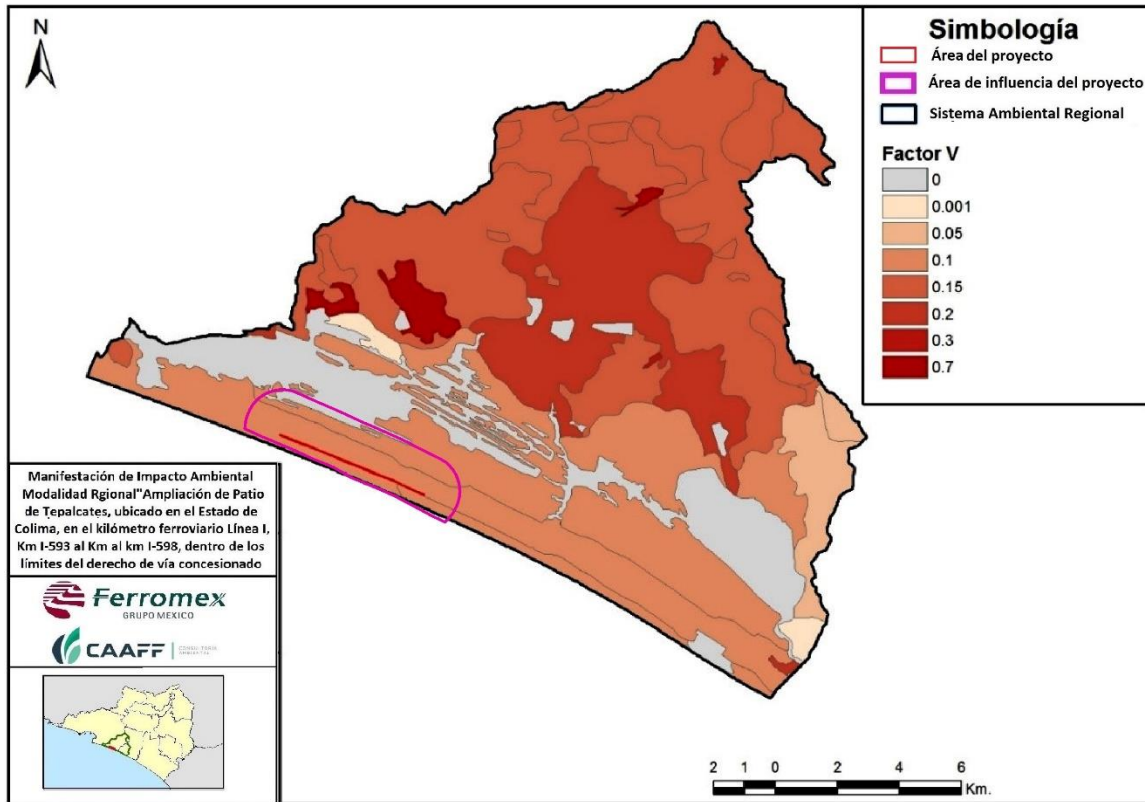 N
Simbología
Área del proyecto
Área de influencia del proyecto
Sistema Ambiental Regional
Factor V
0
0.001
0.05
0.1
0.15
0.2
0.3
0.7
Manifestación de Impacto Ambiental
Modalidad Rgional"Ampliación de Patio
de Tepalcates, ubicado en el Estado de
Colima, en el kilómetro ferroviario Línea I,
Km I-593 al Km al km I-598, dentro de los
límites del derecho de vía concesionado
Ferromex
GRUPO MEXICO
CAAFF CONSULTORÍA
AMBIENTAL
2 1 0 2 4 6
Km.